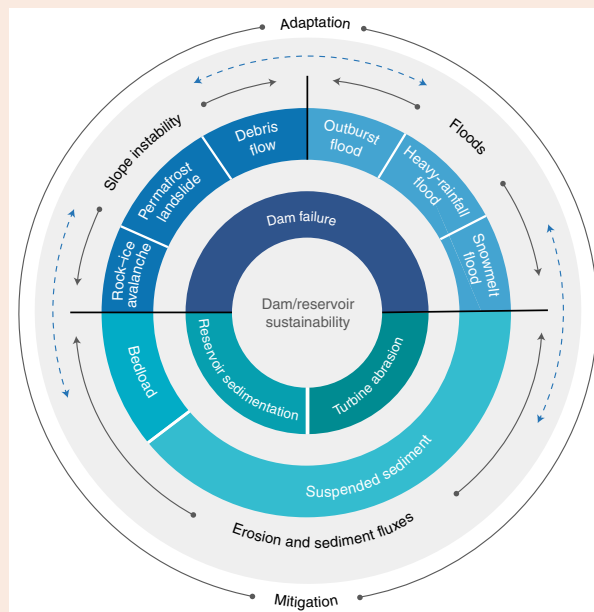 Adaptation
Slope instability
Floods
Debris
flow
Outburst
flood
Permafrost
landslide
Heavy-rainfall
flood
Rock–ice
avalanche
Snowmelt
flood
Dam failure
Dam/reservoir
sustainability
Reservoir sedimentation
Turbine abrasion
Bedload
Suspended sediment
Erosion and sediment fluxes
Mitigation